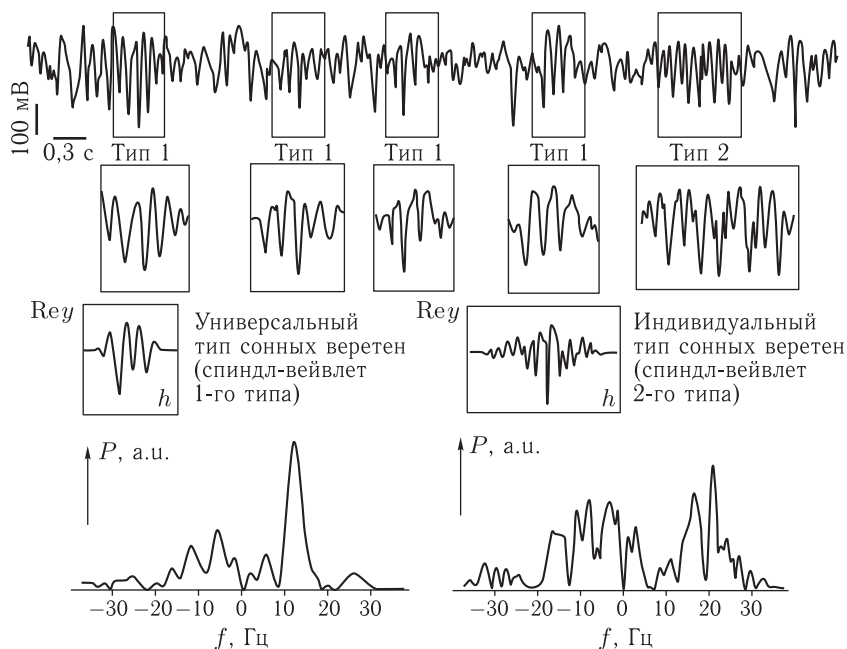 100 мВ
0,3 с
Тип 1
Тип 1
Тип 1
Тип 1
Тип 2
Rey
h
Универсальный
тип сонных веретен
(спиндл-вейвлет
1-го типа)
Rey
h
Индивидуальный
тип сонных веретен
(спиндл-вейвлет
2-го типа)
P, a.u.
−30 −20 −10 0 10 20 30
f, Гц
P, a.u.
−30 −20 −10 0 10 20 30
f, Гц